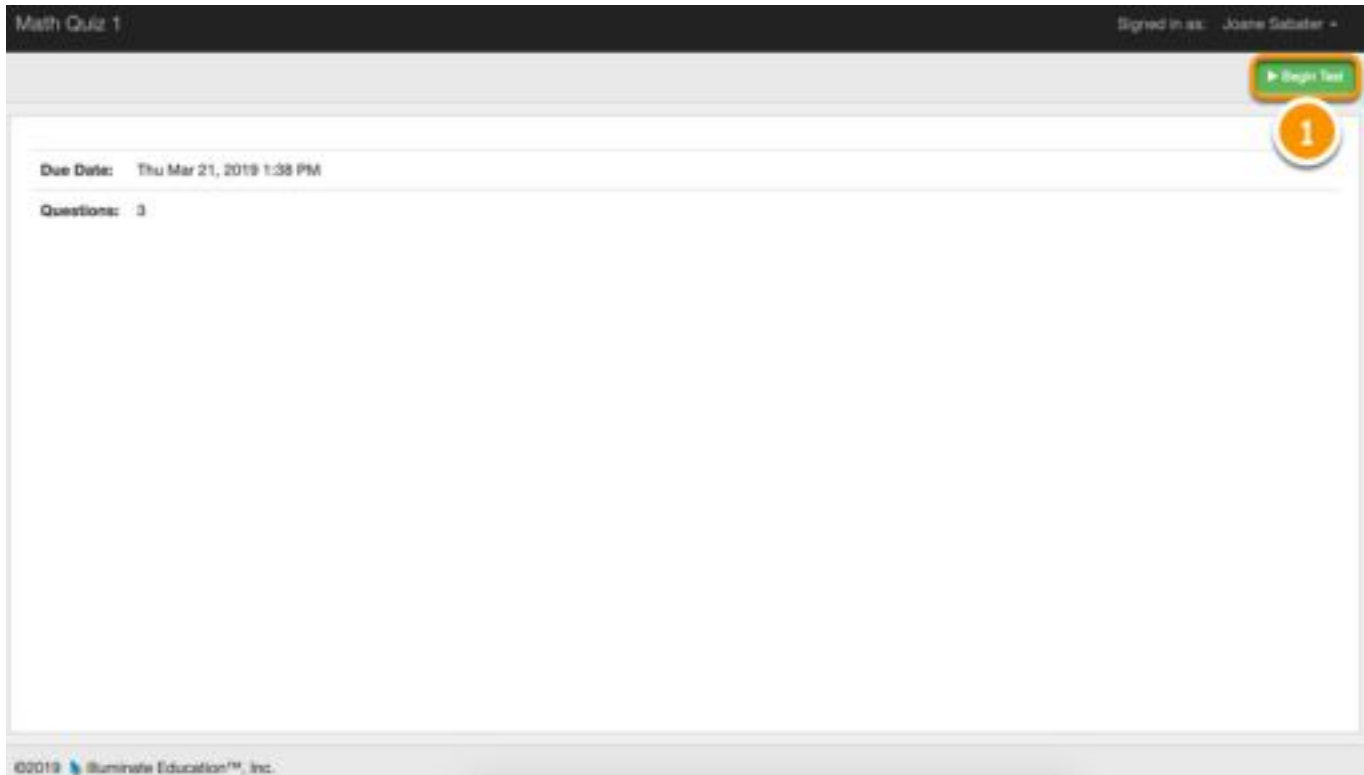 Math Quiz 1
Signed in as: Joane Sabater
Begin Test
1
Due Date: Thu Mar 21, 2019 1:38 PM
Questions: 3
©2019 Illuminate Education™, Inc.